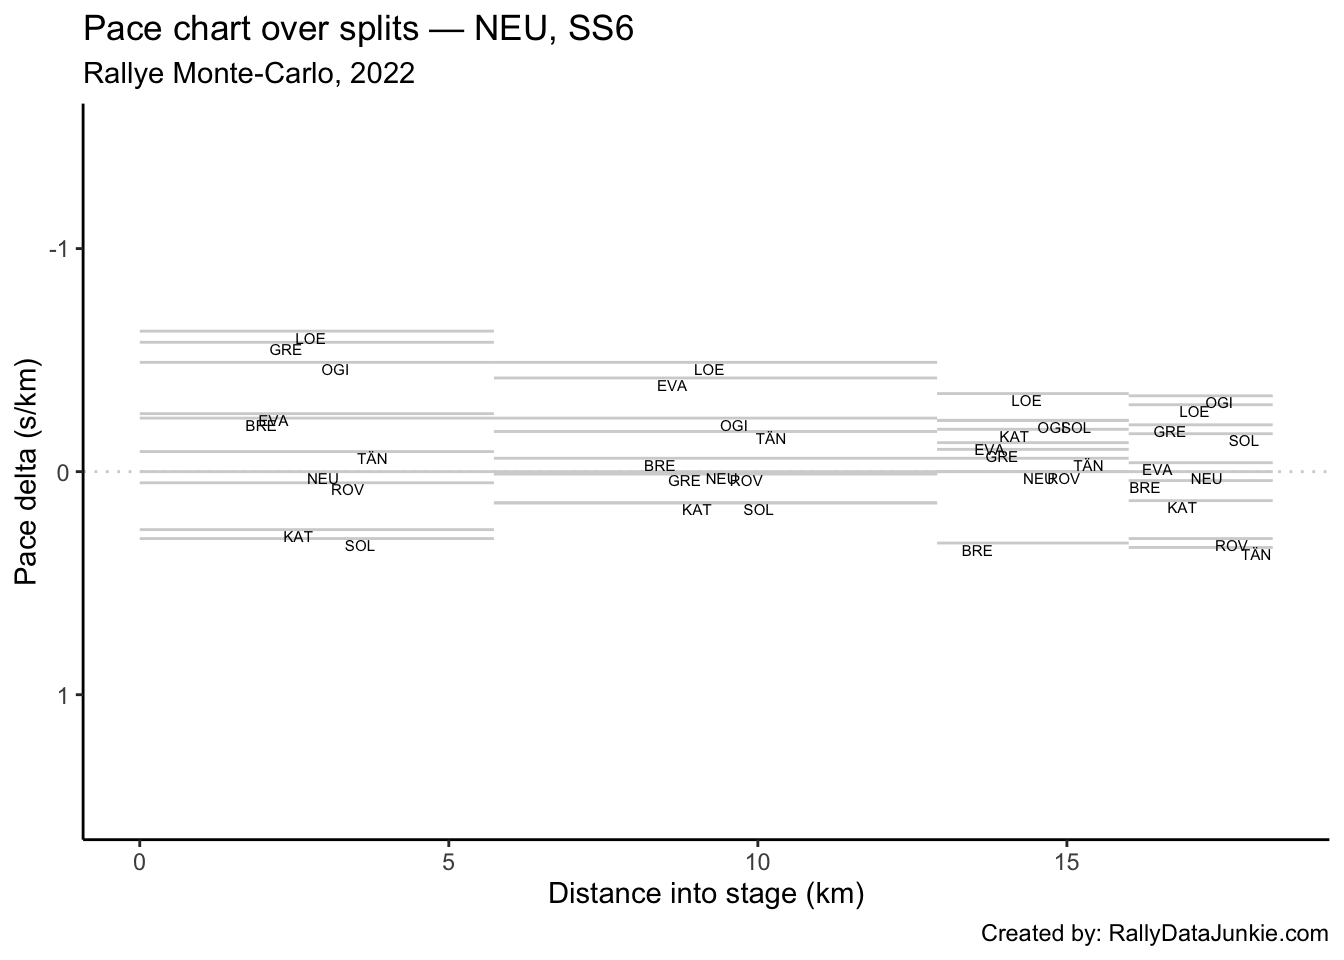 Pace chart over splits — NEU, SS6
Rallye Monte-Carlo, 2022
Pace delta (s/km)
-1
0
1
LOE
GRE
OGI
EVA
BRE
TÄN
NEU
ROV
KAT
SOL
LOE
EVA
OGI
TÄN
BRE
GRE
NEU
ROV
KAT
SOL
LOE
OGI
SOL
KAT
EVA
GRE
TÄN
NEU
ROV
BRE
OGI
LOE
GRE
SOL
EVA
NEU
BRE
KAT
ROV
TÄN
0 5 10 15
Distance into stage (km)
Created by: RallyDataJunkie.com